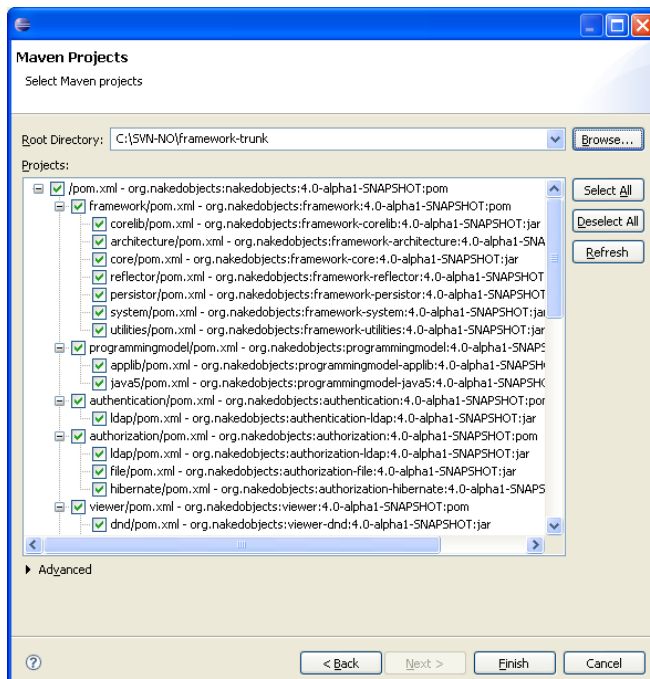 Maven Projects
Select Maven projects
Root Directory: C:\SVN-NO\framework-trunk Browse...
Projects:
/pom.xml - org.nakedobjects:nakedobjects:4.0-alpha1-SNAPSHOT:pom Select All
framework/pom.xml - org.nakedobjects:framework:4.0-alpha1-SNAPSHOT:pom
corelib/pom.xml - org.nakedobjects:framework-corelib:4.0-alpha1-SNAPSHOT:jar Deselect All
architecture/pom.xml - org.nakedobjects:framework-architecture:4.0-alpha1-SNA
core/pom.xml - org.nakedobjects:framework-core:4.0-alpha1-SNAPSHOT:jar Refresh
reflector/pom.xml - org.nakedobjects:framework-reflector:4.0-alpha1-SNAPSHOT
persistor/pom.xml - org.nakedobjects:framework-persistor:4.0-alpha1-SNAPSHOT
system/pom.xml - org.nakedobjects:framework-system:4.0-alpha1-SNAPSHOT:jar
utilities/pom.xml - org.nakedobjects:framework-utilities:4.0-alpha1-SNAPSHOT:jar
programmingmodel/pom.xml - org.nakedobjects:programmingmodel:4.0-alpha1-SNAPS
applib/pom.xml - org.nakedobjects:programmingmodel-applib:4.0-alpha1-SNAPSH
java5/pom.xml - org.nakedobjects:programmingmodel-java5:4.0-alpha1-SNAPSH
authentication/pom.xml - org.nakedobjects:authentication:4.0-alpha1-SNAPSHOT:pom
ldap/pom.xml - org.nakedobjects:authentication-ldap:4.0-alpha1-SNAPSHOT:jar
authorization/pom.xml - org.nakedobjects:authorization:4.0-alpha1-SNAPSHOT:pom
ldap/pom.xml - org.nakedobjects:authorization-ldap:4.0-alpha1-SNAPSHOT:jar
file/pom.xml - org.nakedobjects:authorization-file:4.0-alpha1-SNAPSHOT:jar
hibernate/pom.xml - org.nakedobjects:authorization-hibernate:4.0-alpha1-SNAPS
viewer/pom.xml - org.nakedobjects:viewer:4.0-alpha1-SNAPSHOT:pom
dnd/pom.xml - org.nakedobjects:viewer-dnd:4.0-alpha1-SNAPSHOT:jar
Advanced
? < Back Next > Finish Cancel